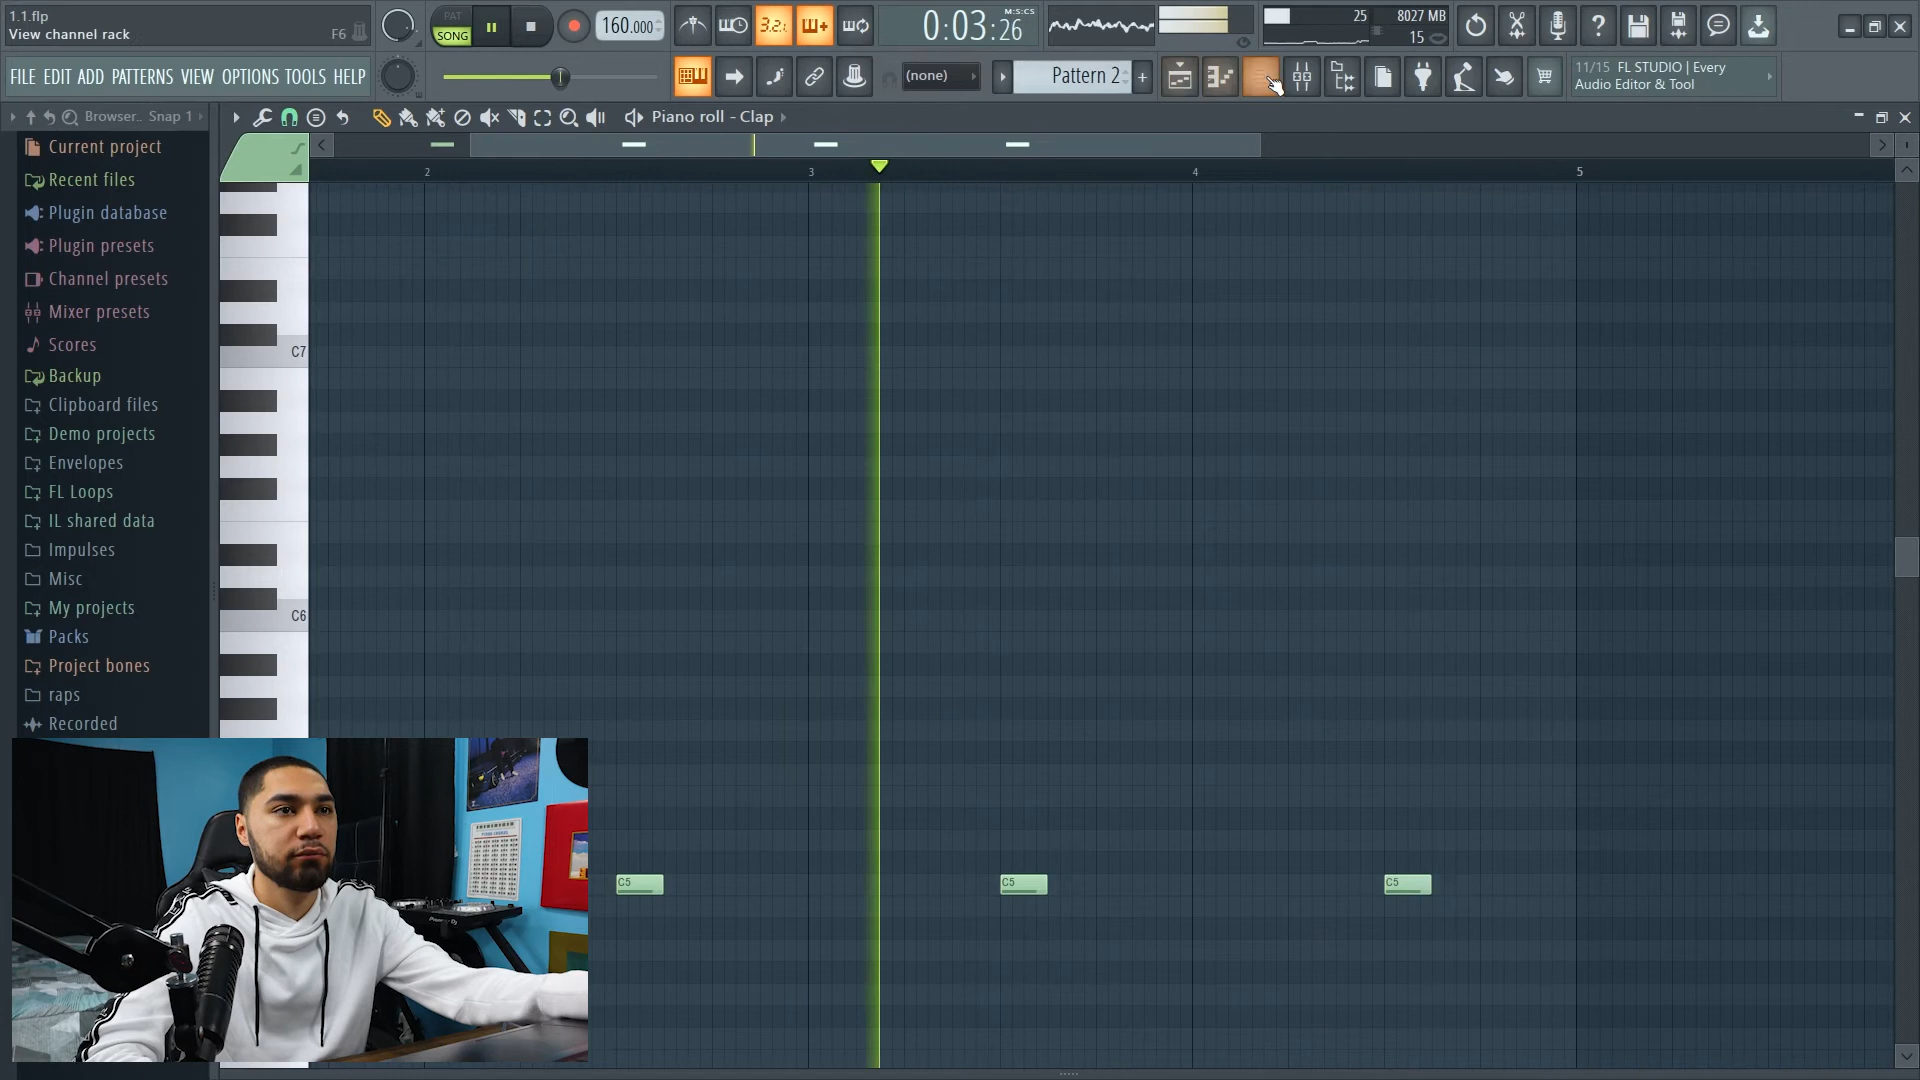 1.1.flp
View channel rack F6
PAT
SONG
160.000
3.2.1
0:03:26
M:S:CS
25
8027 MB
15
FILE EDIT ADD PATTERNS VIEW OPTIONS TOOLS HELP
(none)
Pattern 2
11/15 FL STUDIO | Every
Audio Editor & Tool
Browser.. Snap 1
Piano roll - Clap
2 3 4 5
Current project
Recent files
Plugin database
Plugin presets
Channel presets
Mixer presets
Scores
Backup
Clipboard files
Demo projects
Envelopes
FL Loops
IL shared data
Impulses
Misc
My projects
Packs
Project bones
raps
Recorded
C7
C6
C5 C5 C5